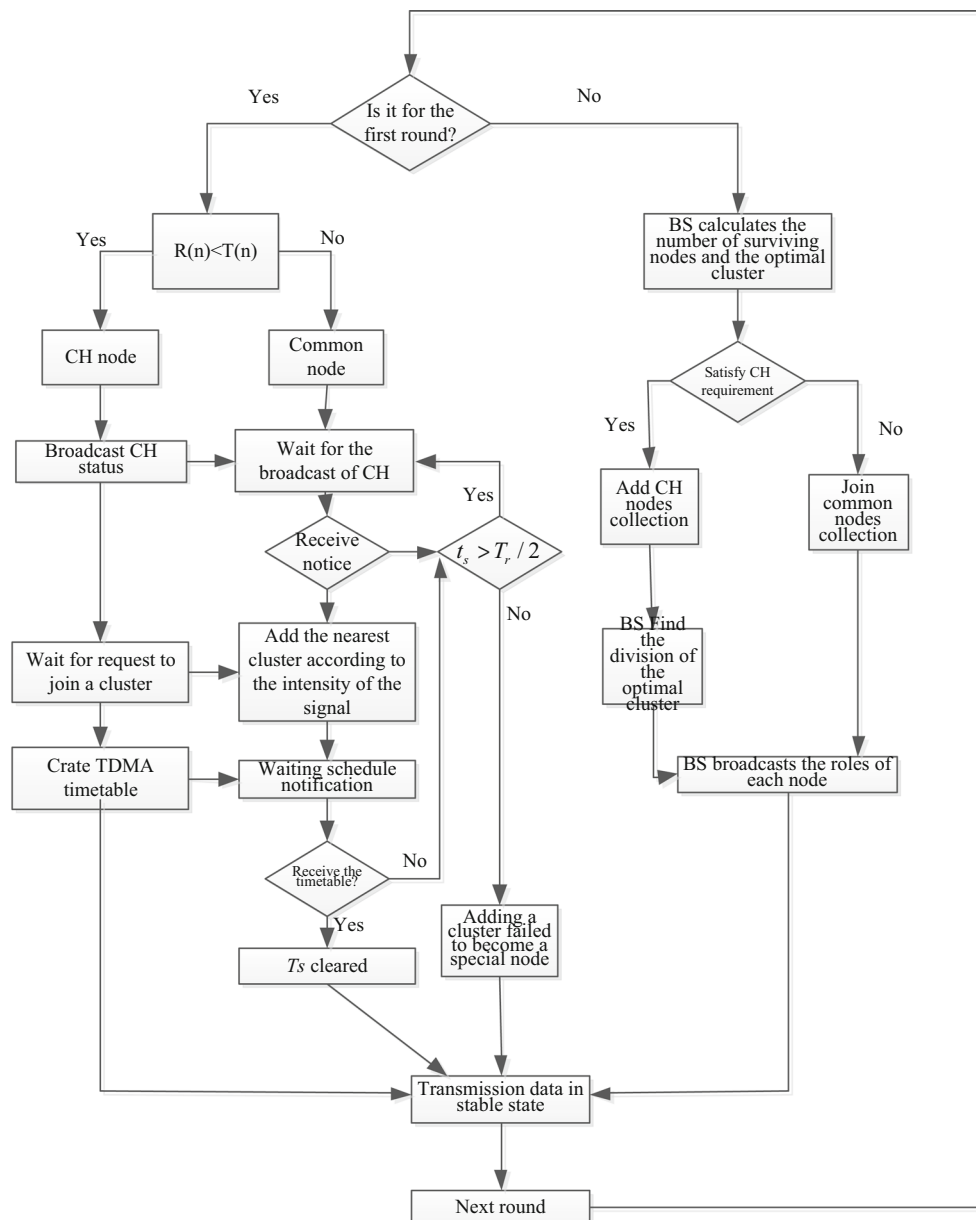 Yes
Is it for the
first round?
No
Yes
R(n)<T(n)
No
BS calculates the
number of surviving
nodes and the optimal
cluster
CH node
Common
node
Satisfy CH
requirement
Yes
No
Broadcast CH
status
Wait for the
broadcast of CH
Yes
Add CH
nodes
collection
Join
common
nodes
collection
Receive
notice
t_s > T_r / 2
No
Wait for request to
join a cluster
Add the nearest
cluster according to
the intensity of the
signal
BS Find
the
division of
the
optimal
cluster
Crate TDMA
timetable
Waiting schedule
notification
BS broadcasts the roles
of each node
Receive the
timetable?
No
Yes
Ts cleared
Adding a
cluster failed
to become a
special node
Transmission data in
stable state
Next round